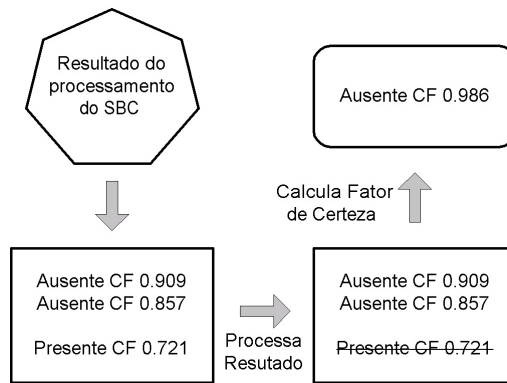 Resultado do
processamento
do SBC
Ausente CF 0.909
Ausente CF 0.857
Presente CF 0.721
Processa
Resutado
Ausente CF 0.909
Ausente CF 0.857
Presente CF 0.721
Calcula Fator
de Certeza
Ausente CF 0.986